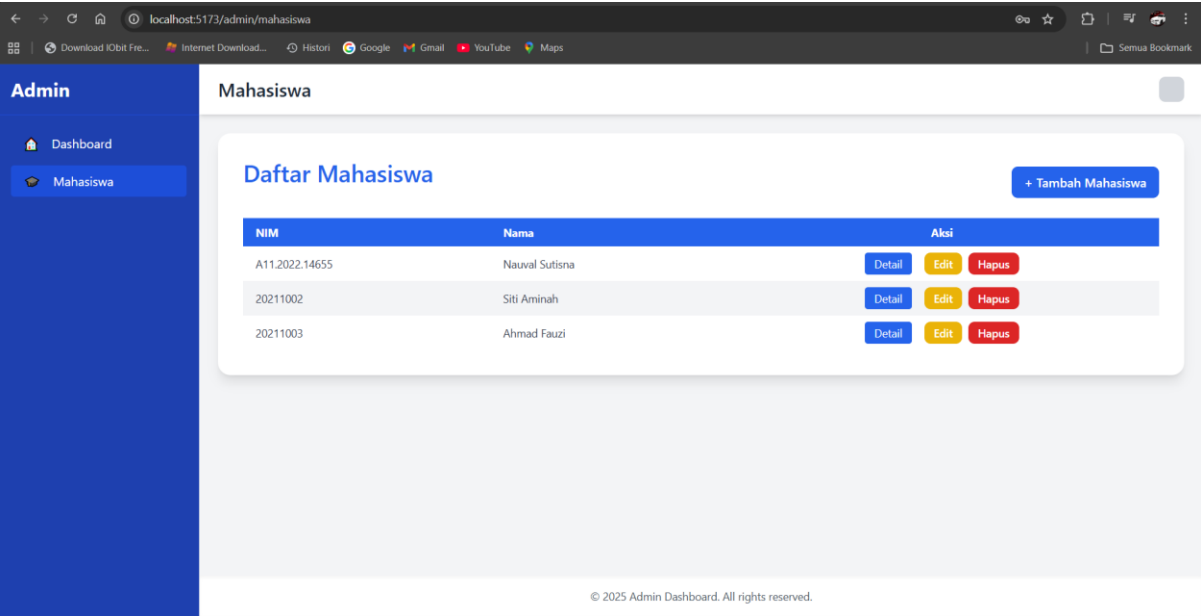 localhost:5173/admin/mahasiswa
Download IObit Fre... Internet Download... Histori Google Gmail YouTube Maps Semua Bookmark
Admin
Mahasiswa
Dashboard
Mahasiswa
Daftar Mahasiswa
+ Tambah Mahasiswa
NIM Nama Aksi
A11.2022.14655 Nauval Sutisna Detail Edit Hapus
20211002 Siti Aminah Detail Edit Hapus
20211003 Ahmad Fauzi Detail Edit Hapus
© 2025 Admin Dashboard. All rights reserved.